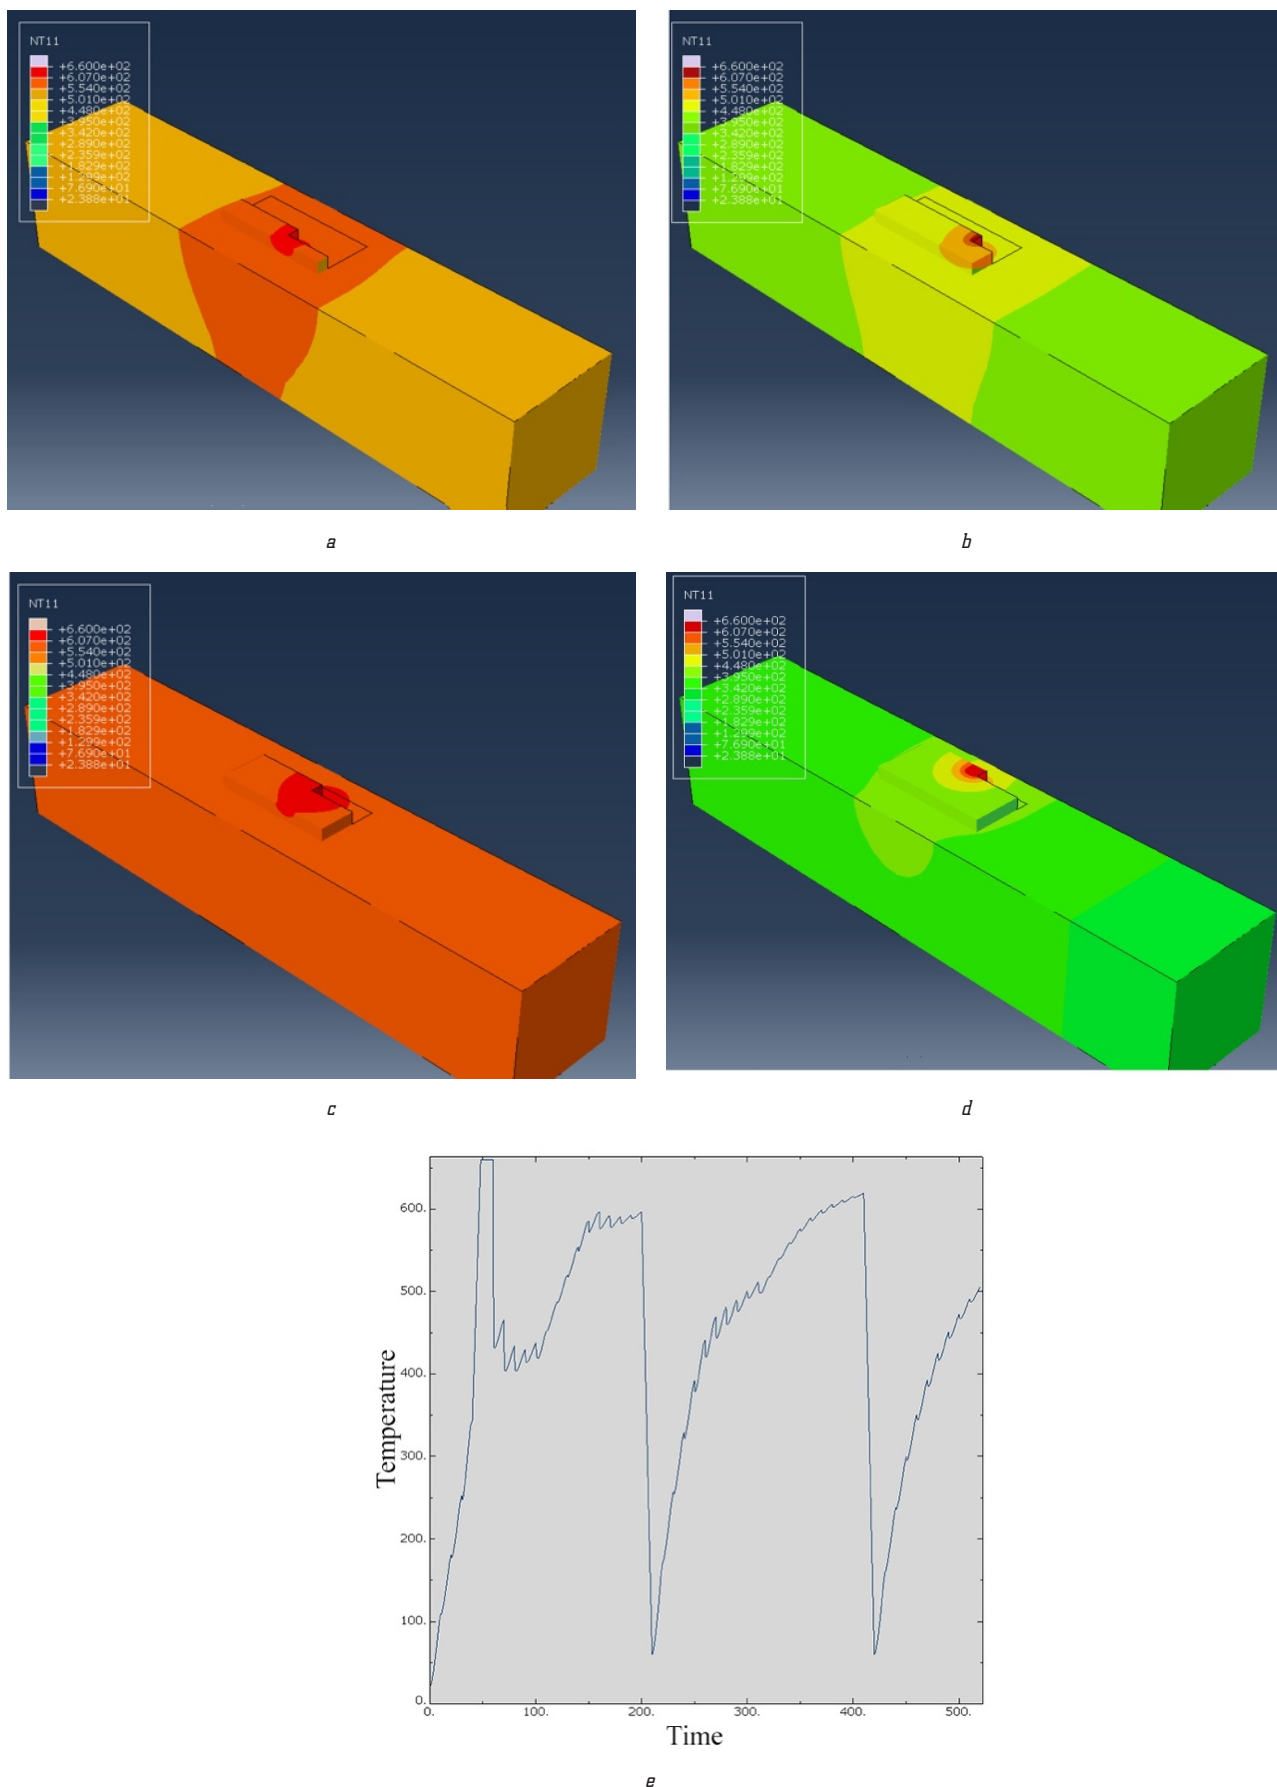 NT11
+6.600e+02
+6.070e+02
+5.540e+02
+5.010e+02
+4.480e+02
+3.950e+02
+3.420e+02
+2.890e+02
+2.359e+02
+1.829e+02
+1.299e+02
+7.690e+01
+2.388e+01
a
NT11
+6.600e+02
+6.070e+02
+5.540e+02
+5.010e+02
+4.480e+02
+3.950e+02
+3.420e+02
+2.890e+02
+2.359e+02
+1.829e+02
+1.299e+02
+7.690e+01
+2.388e+01
b
NT11
+6.600e+02
+6.070e+02
+5.540e+02
+5.010e+02
+4.480e+02
+3.950e+02
+3.420e+02
+2.890e+02
+2.359e+02
+1.829e+02
+1.299e+02
+7.690e+01
+2.388e+01
c
NT11
+6.600e+02
+6.070e+02
+5.540e+02
+5.010e+02
+4.480e+02
+3.950e+02
+3.420e+02
+2.890e+02
+2.359e+02
+1.829e+02
+1.299e+02
+7.690e+01
+2.388e+01
d
Temperature
600.
500.
400.
300.
200.
100.
0.
0. 100. 200. 300. 400. 500.
Time
e